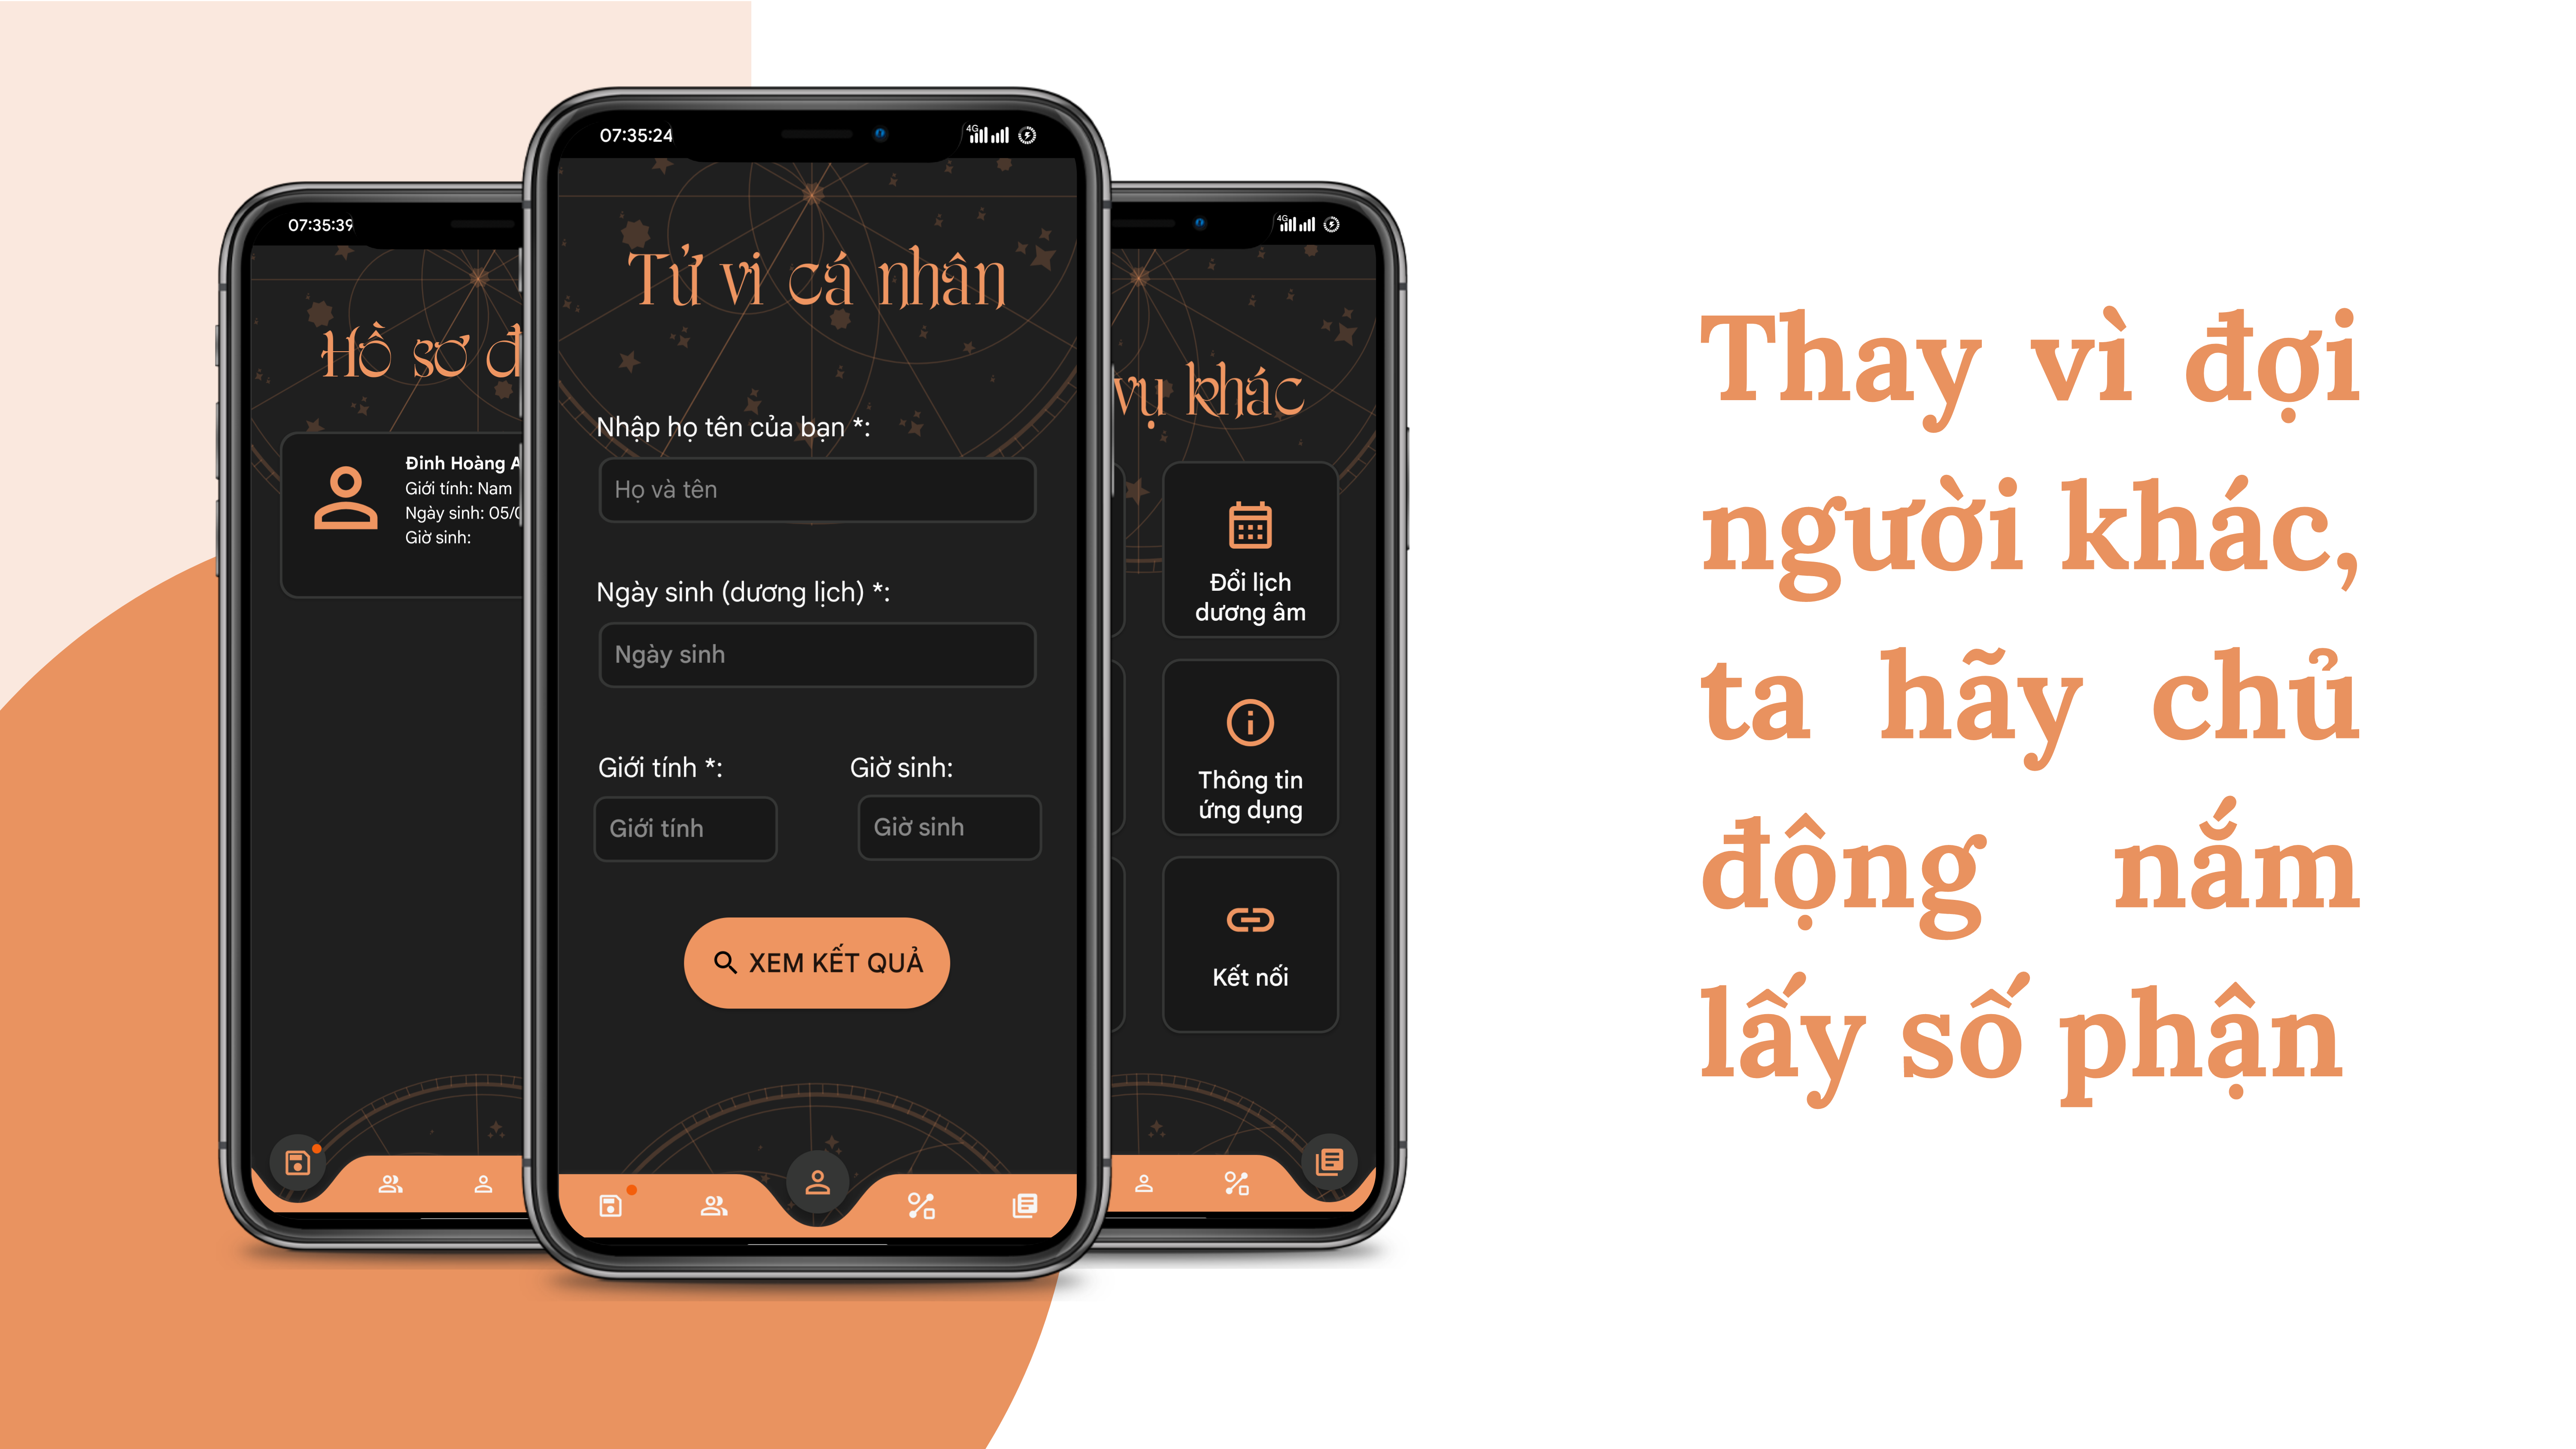 07:35:39
Hồ sơ
Đinh Hoàng
Giới tính: Nam
Ngày sinh: 05/
Giờ sinh:
07:35:24
4G
Tử vi cá nhân
Nhập họ tên của bạn *:
Họ và tên
Ngày sinh (dương lịch) *:
Ngày sinh
Giới tính *:
Giờ sinh:
Giới tính
Giờ sinh
XEM KẾT QUẢ
4G
vụ khác
Đổi lịch
dương âm
Thông tin
ứng dụng
Kết nối
Thay vì đợi
người khác,
ta hãy chủ
động nắm
lấy số phận